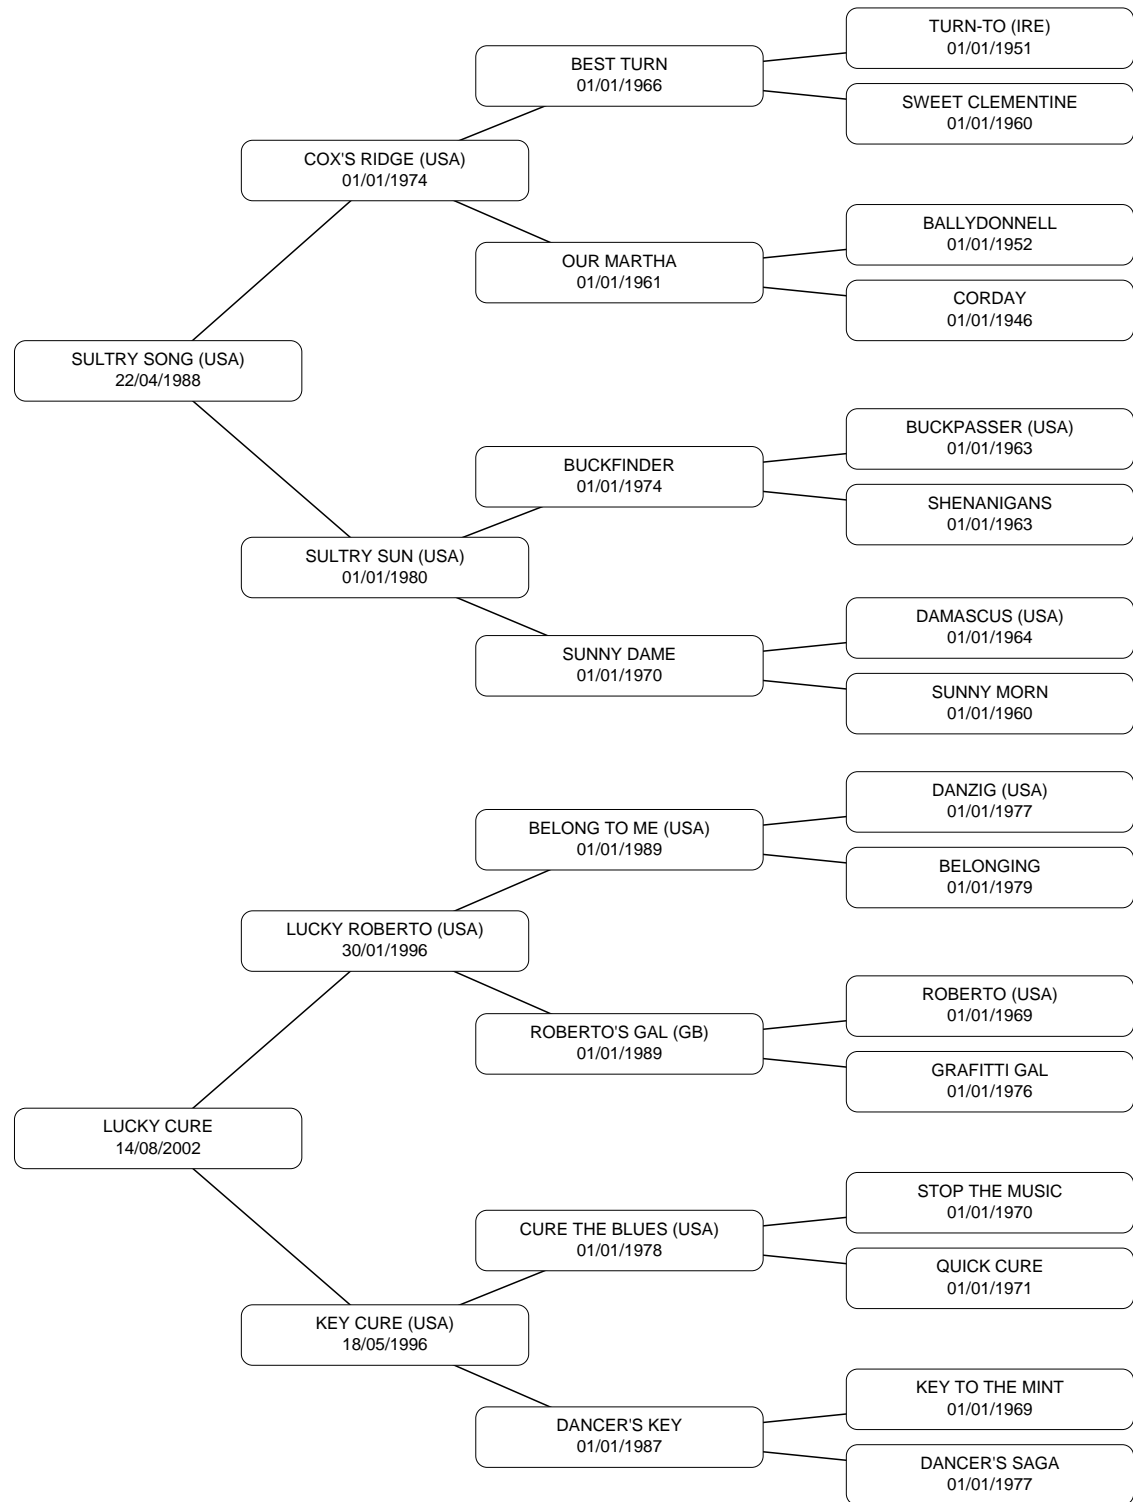 TURN-TO (IRE)
01/01/1951
BEST TURN
01/01/1966
SWEET CLEMENTINE
01/01/1960
COX'S RIDGE (USA)
01/01/1974
BALLYDONNELL
01/01/1952
OUR MARTHA
01/01/1961
CORDAY
01/01/1946
SULTRY SONG (USA)
22/04/1988
BUCKPASSER (USA)
01/01/1963
BUCKFINDER
01/01/1974
SHENANIGANS
01/01/1963
SULTRY SUN (USA)
01/01/1980
DAMASCUS (USA)
01/01/1964
SUNNY DAME
01/01/1970
SUNNY MORN
01/01/1960
DANZIG (USA)
01/01/1977
BELONG TO ME (USA)
01/01/1989
BELONGING
01/01/1979
LUCKY ROBERTO (USA)
30/01/1996
ROBERTO (USA)
01/01/1969
ROBERTO'S GAL (GB)
01/01/1989
GRAFITTI GAL
01/01/1976
LUCKY CURE
14/08/2002
STOP THE MUSIC
01/01/1970
CURE THE BLUES (USA)
01/01/1978
QUICK CURE
01/01/1971
KEY CURE (USA)
18/05/1996
KEY TO THE MINT
01/01/1969
DANCER'S KEY
01/01/1987
DANCER'S SAGA
01/01/1977